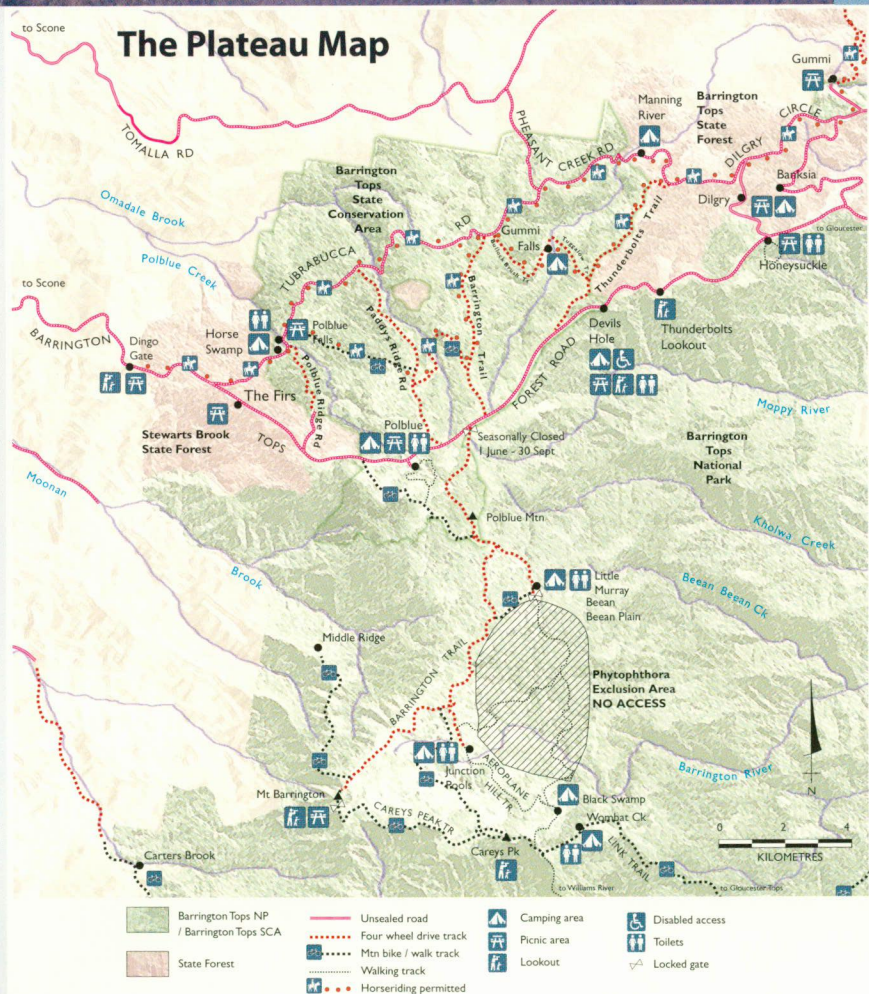 The Plateau Map
to Scone
TOMALLA RD
PHEASANT CREEK RD
Gummi
Manning
River
Barrington
Tops
State
Forest
DILGRY CIRCLE
Banksia
Dilgry
to Gloucester
Honeysuckle
Barrington
Tops
State
Conservation
Area
Omadale Brook
Polblue Creek
TUBRABUCCA RD
Gummi
Falls
Thunderbolts Trail
to Scone
BARRINGTON TOPS FOREST ROAD
Dingo
Gate
Horse
Swamp
Polblue
Falls
Paddys Ridge Rd
Barrington Trail
Polblue Ridge Rd
Devils
Hole
Thunderbolts
Lookout
The Firs
Stewarts Brook
State Forest
Polblue
Seasonally Closed
1 June - 30 Sept
Moppy River
Barrington
Tops
National
Park
Moonan Brook
Polblue Mtn
Kholwa Creek
Beean Beean Ck
Little
Murray
Beean
Beean Plain
Middle Ridge
BARRINGTON TRAIL
Phytophthora
Exclusion Area
NO ACCESS
Junction
Pools
AEROPLANE
HILL TR
Barrington River
N
Mt Barrington
CAREYS PEAK TR
Black Swamp
Wombat Ck
Careys Pk
LINK TRAIL
Carters Brook
to Williams River
to Gloucester Tops
0 2 4
KILOMETRES
Barrington Tops NP
/ Barrington Tops SCA
State Forest
Unsealed road
Four wheel drive track
Mtn bike / walk track
Walking track
Horseriding permitted
Camping area
Picnic area
Lookout
Disabled access
Toilets
Locked gate